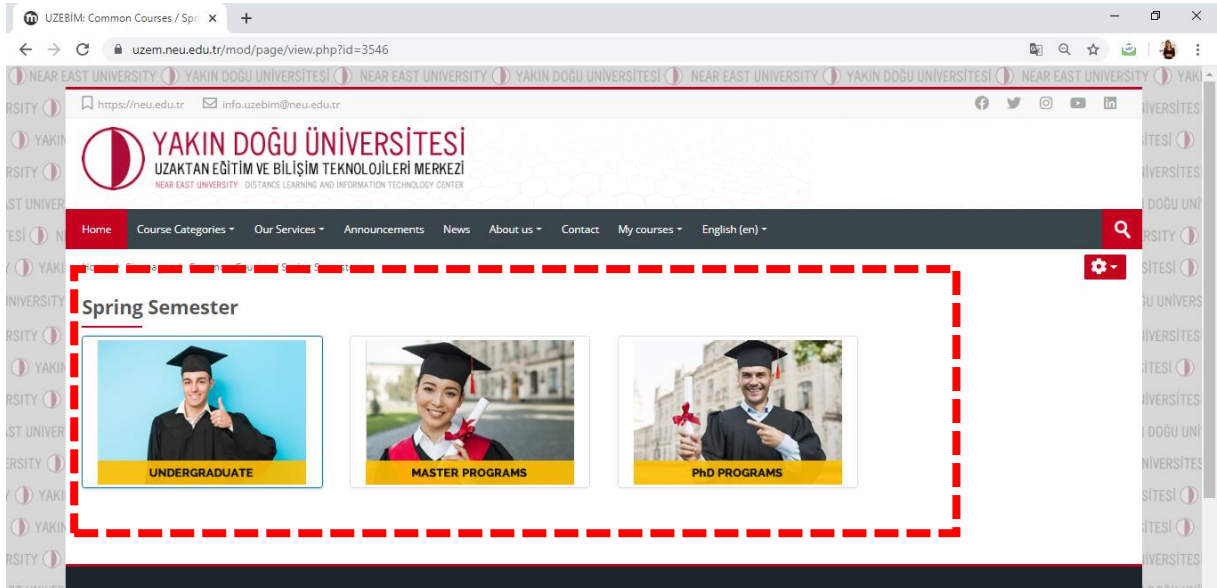 UZEBİM: Common Courses / Spri
uzem.neu.edu.tr/mod/page/view.php?id=3546
NEAR EAST UNIVERSITY YAKIN DOĞU ÜNİVERSİTESİ NEAR EAST UNIVERSITY YAKIN DOĞU ÜNİVERSİTESİ NEAR EAST UNIVERSITY YAKIN DOĞU ÜNİVERSİTESİ NEAR EAST UNIVERSITY YAKI
https://neu.edu.tr info.uzebim@neu.edu.tr
YAKIN DOĞU ÜNİVERSİTESİ
UZAKTAN EĞİTİM VE BİLİŞİM TEKNOLOJİLERİ MERKEZİ
NEAR EAST UNIVERSITY DISTANCE LEARNING AND INFORMATION TECHNOLOGY CENTER
Home Course Categories Our Services Announcements News About us Contact My courses English (en)
Spring Semester
UNDERGRADUATE
MASTER PROGRAMS
PhD PROGRAMS